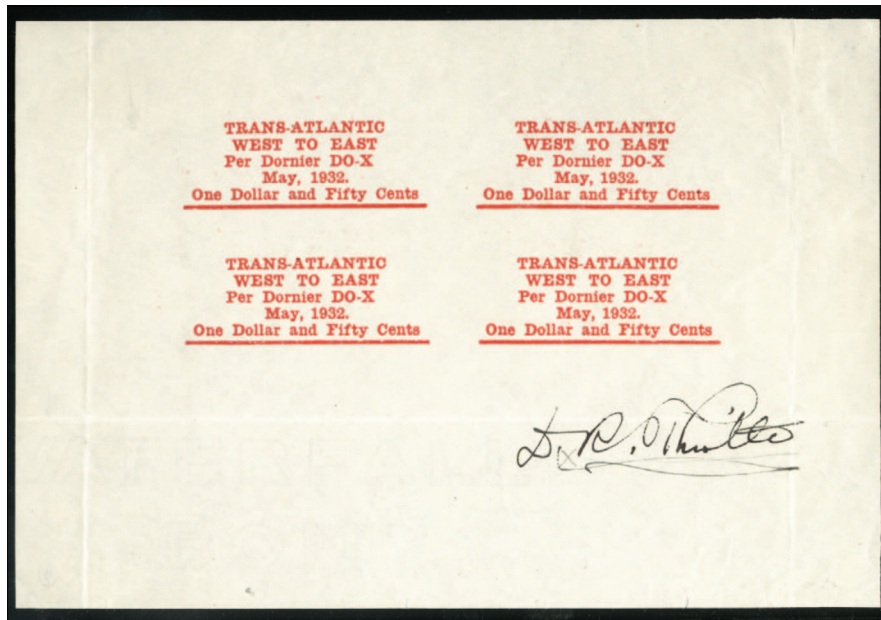 TRANS-ATLANTIC
WEST TO EAST
Per Dornier DO-X
May, 1932.
One Dollar and Fifty Cents
TRANS-ATLANTIC
WEST TO EAST
Per Dornier DO-X
May, 1932.
One Dollar and Fifty Cents
TRANS-ATLANTIC
WEST TO EAST
Per Dornier DO-X
May, 1932.
One Dollar and Fifty Cents
TRANS-ATLANTIC
WEST TO EAST
Per Dornier DO-X
May, 1932.
One Dollar and Fifty Cents
D. R.